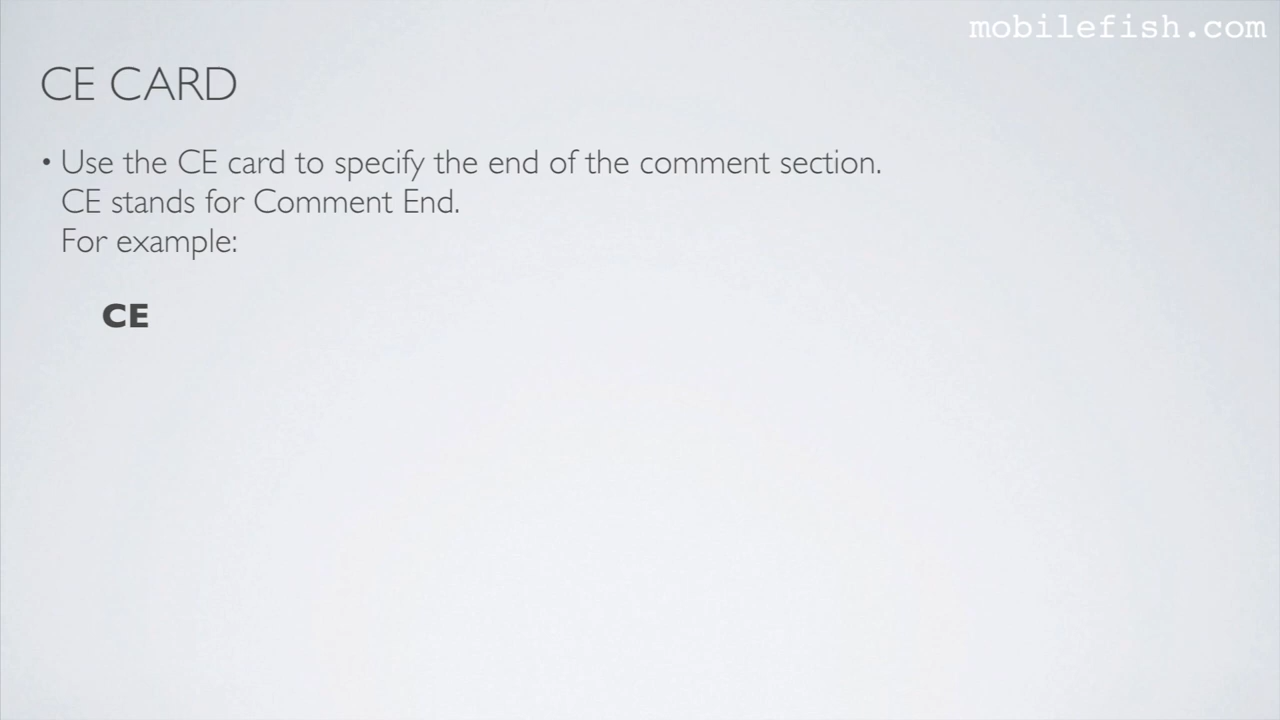 mobilefish.com
CE CARD
• Use the CE card to specify the end of the comment section.
CE stands for Comment End.
For example:
CE